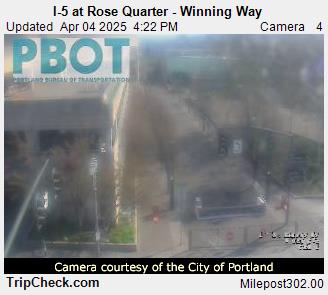 I-5 at Rose Quarter - Winning Way
Updated Apr 04 2025 4:22 PM Camera 4
PBOT
PORTLAND BUREAU OF TRANSPORTATION
Camera courtesy of the City of Portland
TripCheck.com Milepost302.00